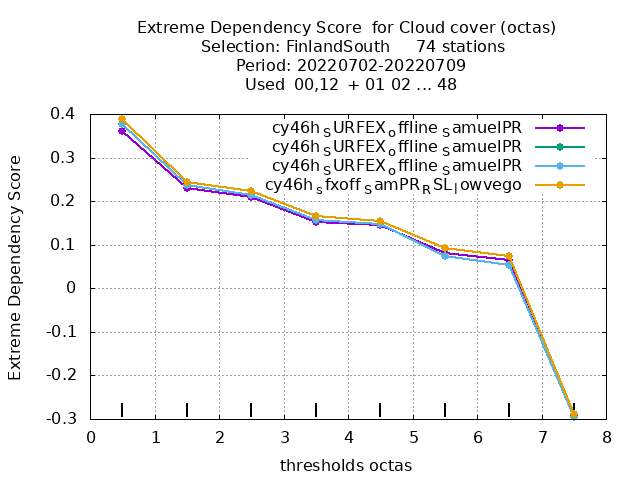 Extreme Dependency Score for Cloud cover (octas)
Selection: FinlandSouth 74 stations
Period: 20220702-20220709
Used 00,12 + 01 02 ... 48
cy46h_SURFEX_offline_SamuelPR
cy46h_SURFEX_offline_SamuelPR
cy46h_SURFEX_offline_SamuelPR
cy46h_sfxoff_SamPR_RSL_lowvego
Extreme Dependency Score
0.4
0.3
0.2
0.1
0
-0.1
-0.2
-0.3
0 1 2 3 4 5 6 7 8
thresholds octas